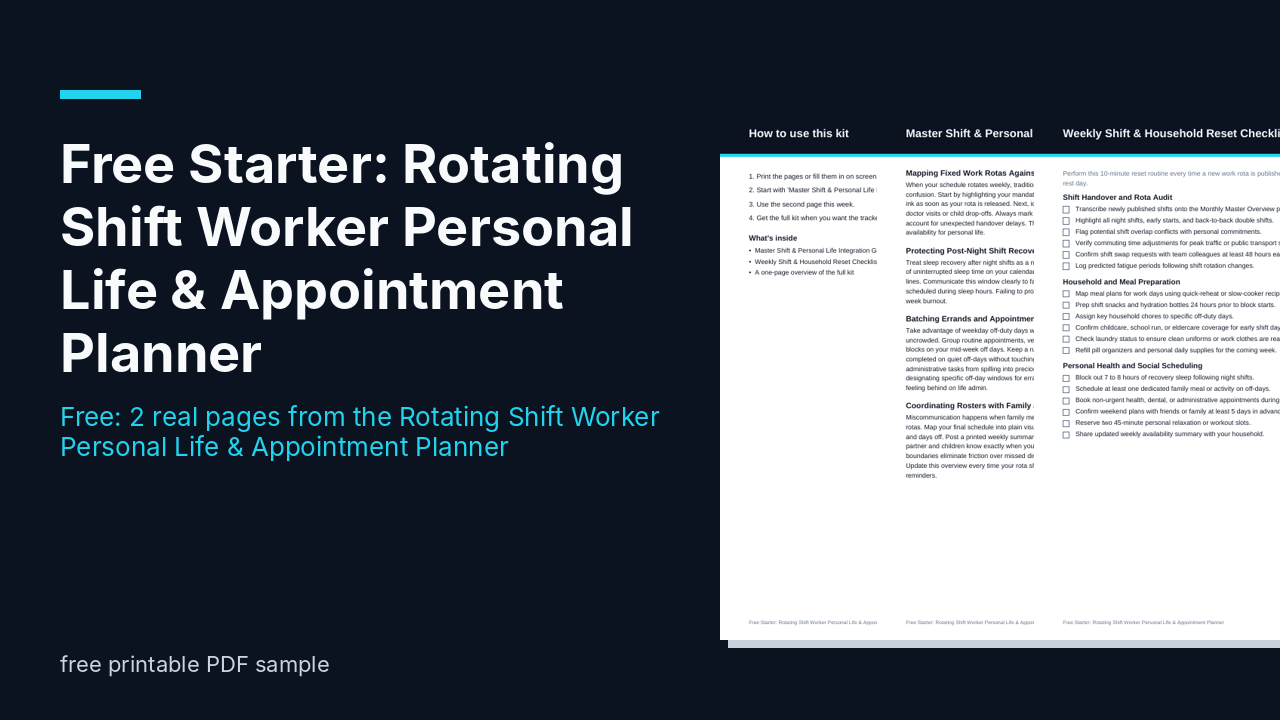 Free Starter: Rotating
Shift Worker Personal
Life & Appointment
Planner
Free: 2 real pages from the Rotating Shift Worker
Personal Life & Appointment Planner
free printable PDF sample
How to use this kit
1. Print the pages or fill them in on screen
2. Start with 'Master Shift & Personal Life
3. Use the second page this week.
4. Get the full kit when you want the
What's inside
• Master Shift & Personal Life Integration
• Weekly Shift & Household Reset
• A one-page overview of the full kit
Free Starter: Rotating Shift Worker Personal Life &
Master Shift & Personal
Mapping Fixed Work Rotas
When your schedule rotates weekly,
confusion. Start by highlighting your
ink as soon as your rota is released. Next,
doctor visits or child drop-offs. Always mark
account for unexpected handover delays.
availability for personal life.
Protecting Post-Night Shift
Treat sleep recovery after night shifts as a
of uninterrupted sleep time on your
lines. Communicate this window clearly to
scheduled during sleep hours. Failing to
week burnout.
Batching Errands and
Take advantage of weekday off-duty days
uncrowded. Group routine appointments,
blocks on your mid-week off days. Keep a
completed on quiet off-days without touching
administrative tasks from spilling into
designating specific off-day windows for
feeling behind on life admin.
Coordinating Rosters with Family
Miscommunication happens when family
rotas. Map your final schedule into plain
and days off. Post a printed weekly
partner and children know exactly when
boundaries eliminate friction over missed
Update this overview every time your rota
reminders.
Free Starter: Rotating Shift Worker Personal Life &
Weekly Shift & Household Reset
Perform this 10-minute reset routine every time a new work rota is
rest day.
Shift Handover and Rota Audit
Transcribe newly published shifts onto the Monthly Master Overview
Highlight all night shifts, early starts, and back-to-back double shifts.
Flag potential shift overlap conflicts with personal commitments.
Verify commuting time adjustments for peak traffic or public transport
Confirm shift swap requests with team colleagues at least 48 hours
Log predicted fatigue periods following shift rotation changes.
Household and Meal Preparation
Map meal plans for work days using quick-reheat or slow-cooker
Prep shift snacks and hydration bottles 24 hours prior to block starts.
Assign key household chores to specific off-duty days.
Confirm childcare, school run, or eldercare coverage for early shift
Check laundry status to ensure clean uniforms or work clothes are
Refill pill organizers and personal daily supplies for the coming week.
Personal Health and Social Scheduling
Block out 7 to 8 hours of recovery sleep following night shifts.
Schedule at least one dedicated family meal or activity on off-days.
Book non-urgent health, dental, or administrative appointments during
Confirm weekend plans with friends or family at least 5 days in
Reserve two 45-minute personal relaxation or workout slots.
Share updated weekly availability summary with your household.
Free Starter: Rotating Shift Worker Personal Life & Appointment Planner